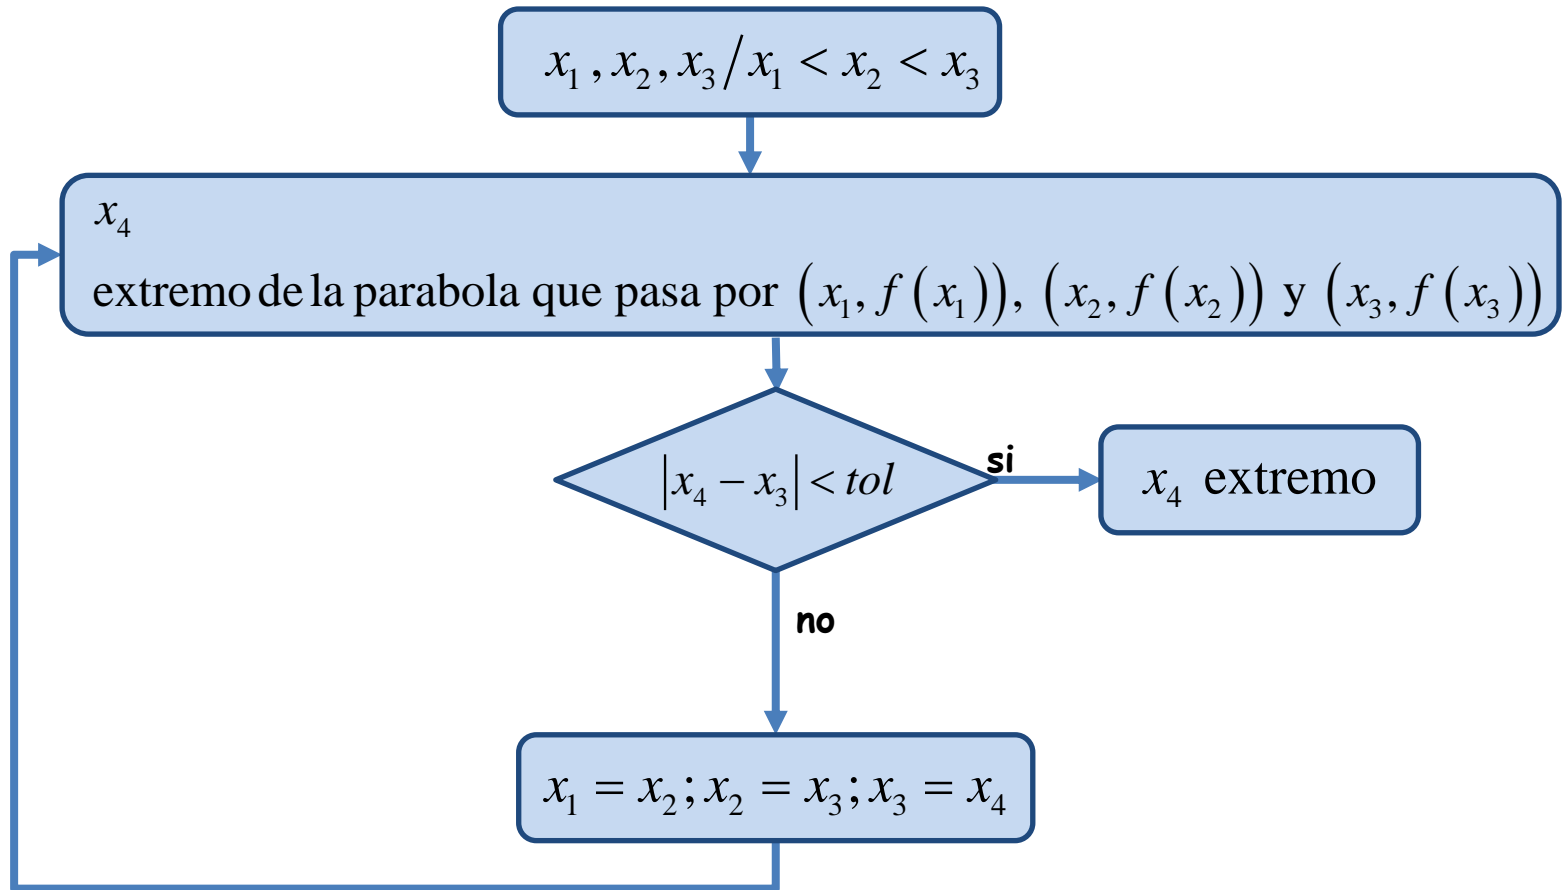 x₁, x₂, x₃/x₁ < x₂ < x₃
x₄
extremo de la parabola que pasa por (x₁, f(x₁)), (x₂, f(x₂)) y (x₃, f(x₃))
|x₄ − x₃| < tol
si
x₄ extremo
no
x₁ = x₂; x₂ = x₃; x₃ = x₄